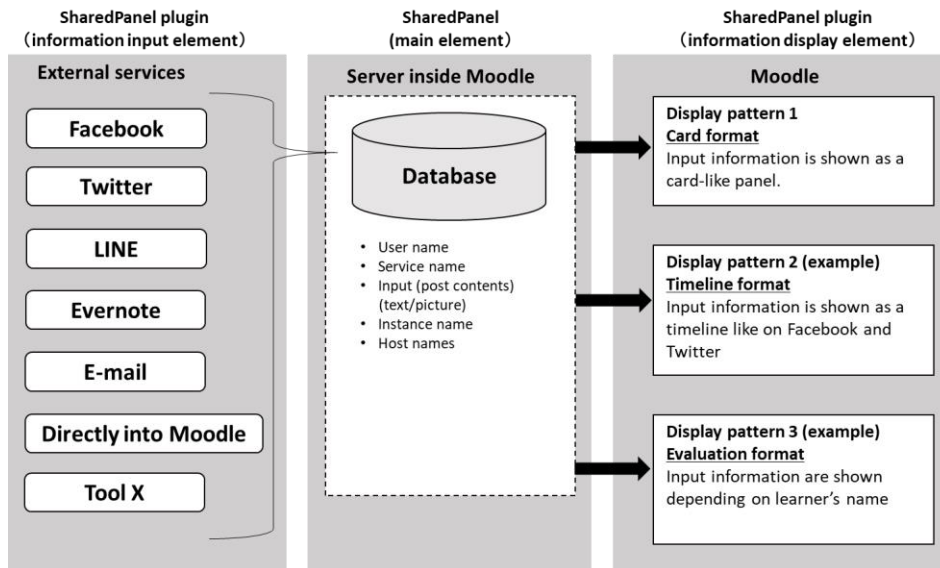 SharedPanel plugin
（information input element）
External services
Facebook
Twitter
LINE
Evernote
E-mail
Directly into Moodle
Tool X
SharedPanel
(main element）
Server inside Moodle
Database
• User name
• Service name
• Input (post contents)
(text/picture)
• Instance name
• Host names
SharedPanel plugin
（information display element）
Moodle
Display pattern 1
Card format
Input information is shown as a
card-like panel.
Display pattern 2 (example)
Timeline format
Input information is shown as a
timeline like on Facebook and
Twitter
Display pattern 3 (example)
Evaluation format
Input information are shown
depending on learner’s name